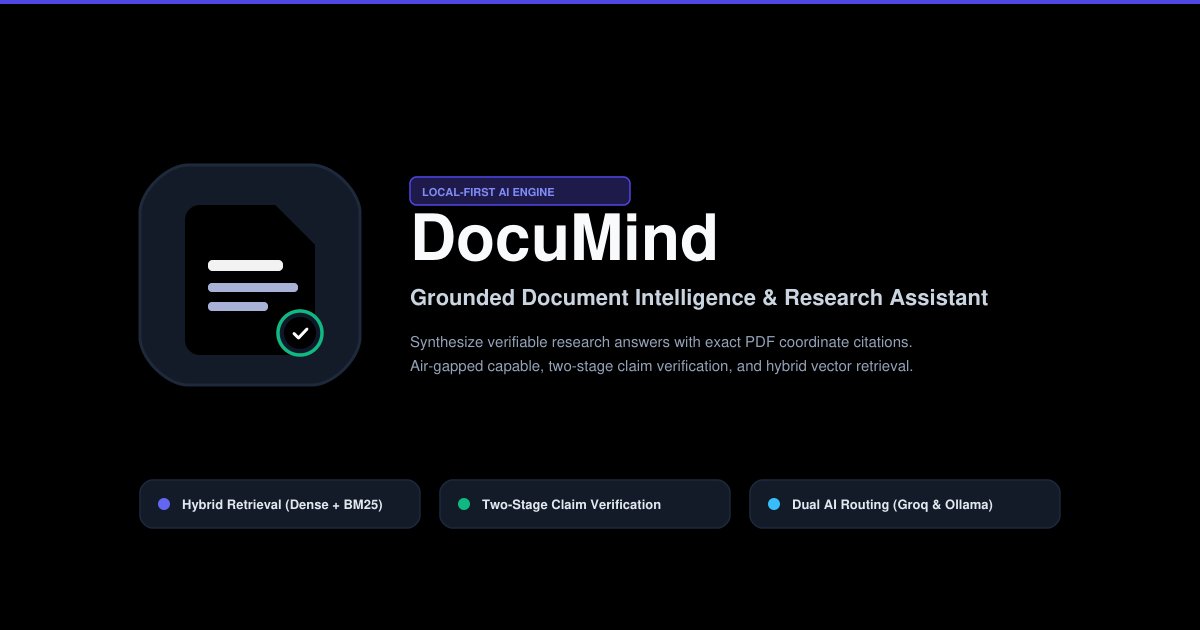 LOCAL-FIRST AI ENGINE
DocuMind
Grounded Document Intelligence & Research Assistant
Synthesize verifiable research answers with exact PDF coordinate citations.
Air-gapped capable, two-stage claim verification, and hybrid vector retrieval.
Hybrid Retrieval (Dense + BM25)
Two-Stage Claim Verification
Dual AI Routing (Groq & Ollama)